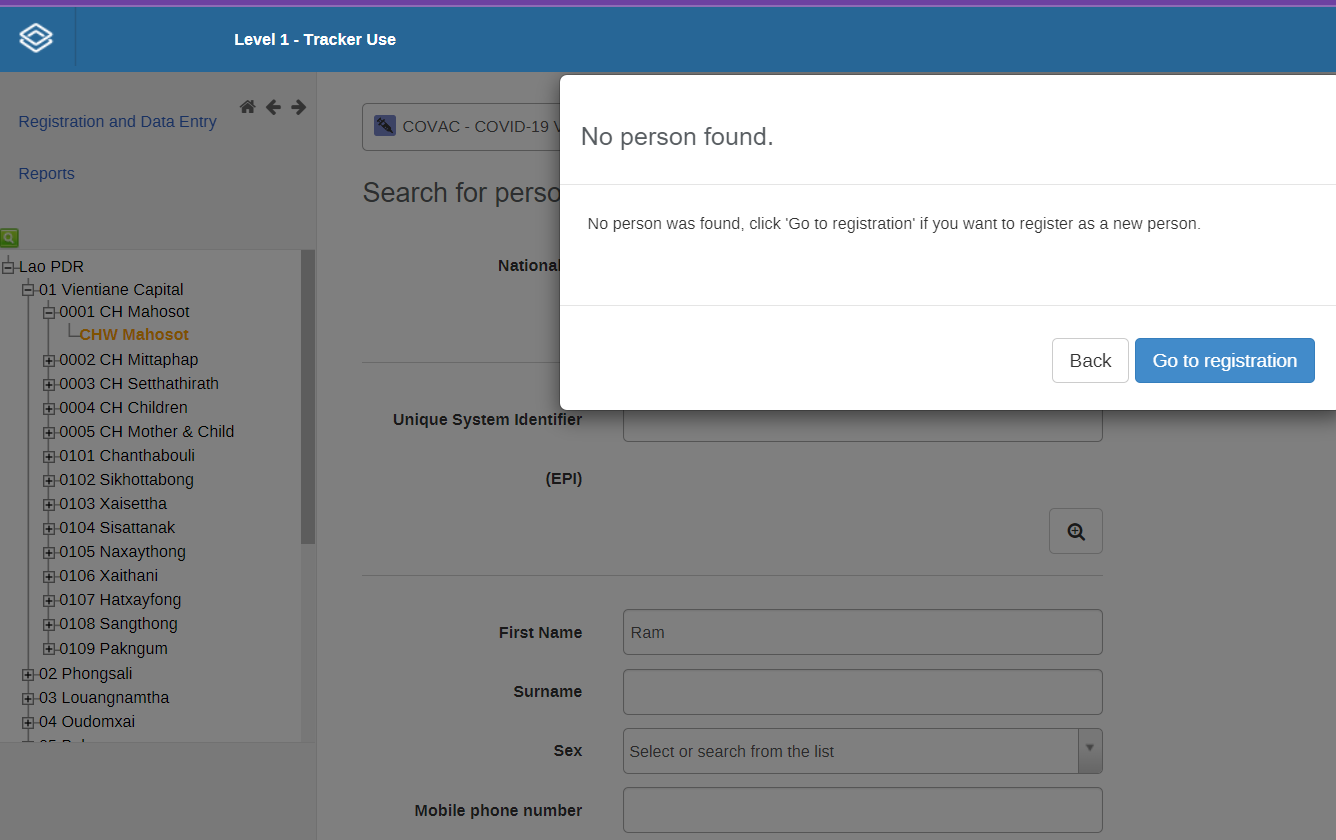 Level 1 - Tracker Use
Registration and Data Entry
Reports
Lao PDR
01 Vientiane Capital
0001 CH Mahosot
CHW Mahosot
0002 CH Mittaphap
0003 CH Setthathirath
0004 CH Children
0005 CH Mother & Child
0101 Chanthabouli
0102 Sikhottabong
0103 Xaisettha
0104 Sisattanak
0105 Naxaythong
0106 Xaithani
0107 Hatxayfong
0108 Sangthong
0109 Pakngum
02 Phongsali
03 Louangnamtha
04 Oudomxai
COVAC - COVID-19
Search for perso
National
Unique System Identifier
(EPI)
First Name
Ram
Surname
Sex
Select or search from the list
Mobile phone number
No person found.
No person was found, click 'Go to registration' if you want to register as a new person.
Back
Go to registration